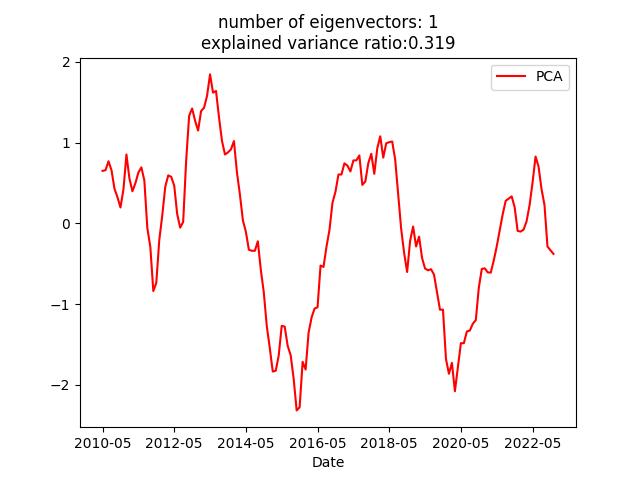 number of eigenvectors: 1
explained variance ratio:0.319
PCA
2
1
0
−1
−2
2010-05 2012-05 2014-05 2016-05 2018-05 2020-05 2022-05
Date